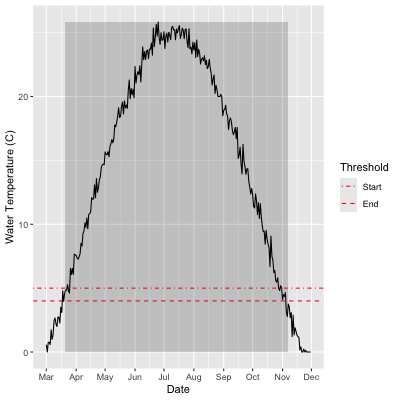 Water Temperature (C)
20
10
0
Mar Apr May Jun Jul Aug Sep Oct Nov Dec
Date
Threshold
Start
End